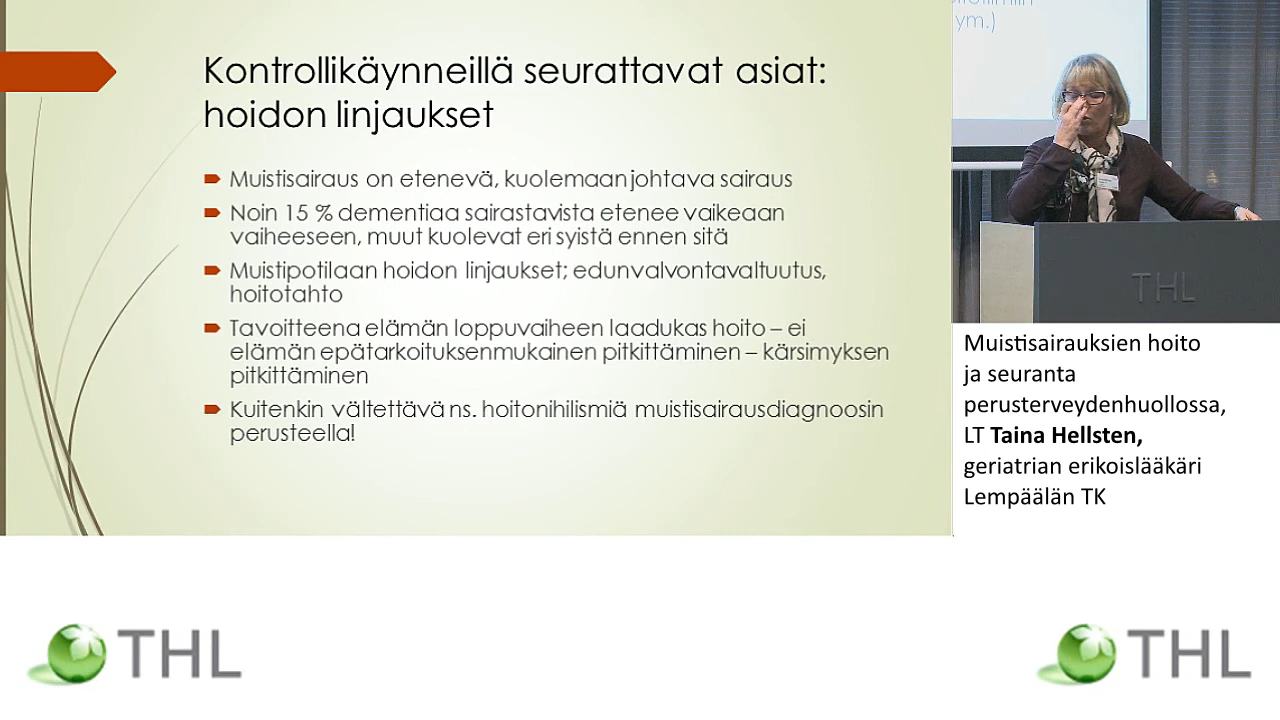 Kontrollikäynneillä seurattavat asiat:
hoidon linjaukset
Muistisairaus on etenevä, kuolemaan johtava sairaus
Noin 15 % dementiaa sairastavista etenee vaikeaan
vaiheeseen, muut kuolevat eri syistä ennen sitä
Muistipotilaan hoidon linjaukset; edunvalvontavaltuutus,
hoitotahto
Tavoitteena elämän loppuvaiheen laadukas hoito – ei
elämän epätarkoituksenmukainen pitkittäminen – kärsimyksen
pitkittäminen
Kuitenkin vältettävä ns. hoitonihilismiä muistisairausdiagnoosin
perusteella!
ym.)
THL
Muistisairauksien hoito
ja seuranta
perusterveydenhuollossa,
LT Taina Hellsten,
geriatrian erikoislääkäri
Lempäälän TK
THL
THL